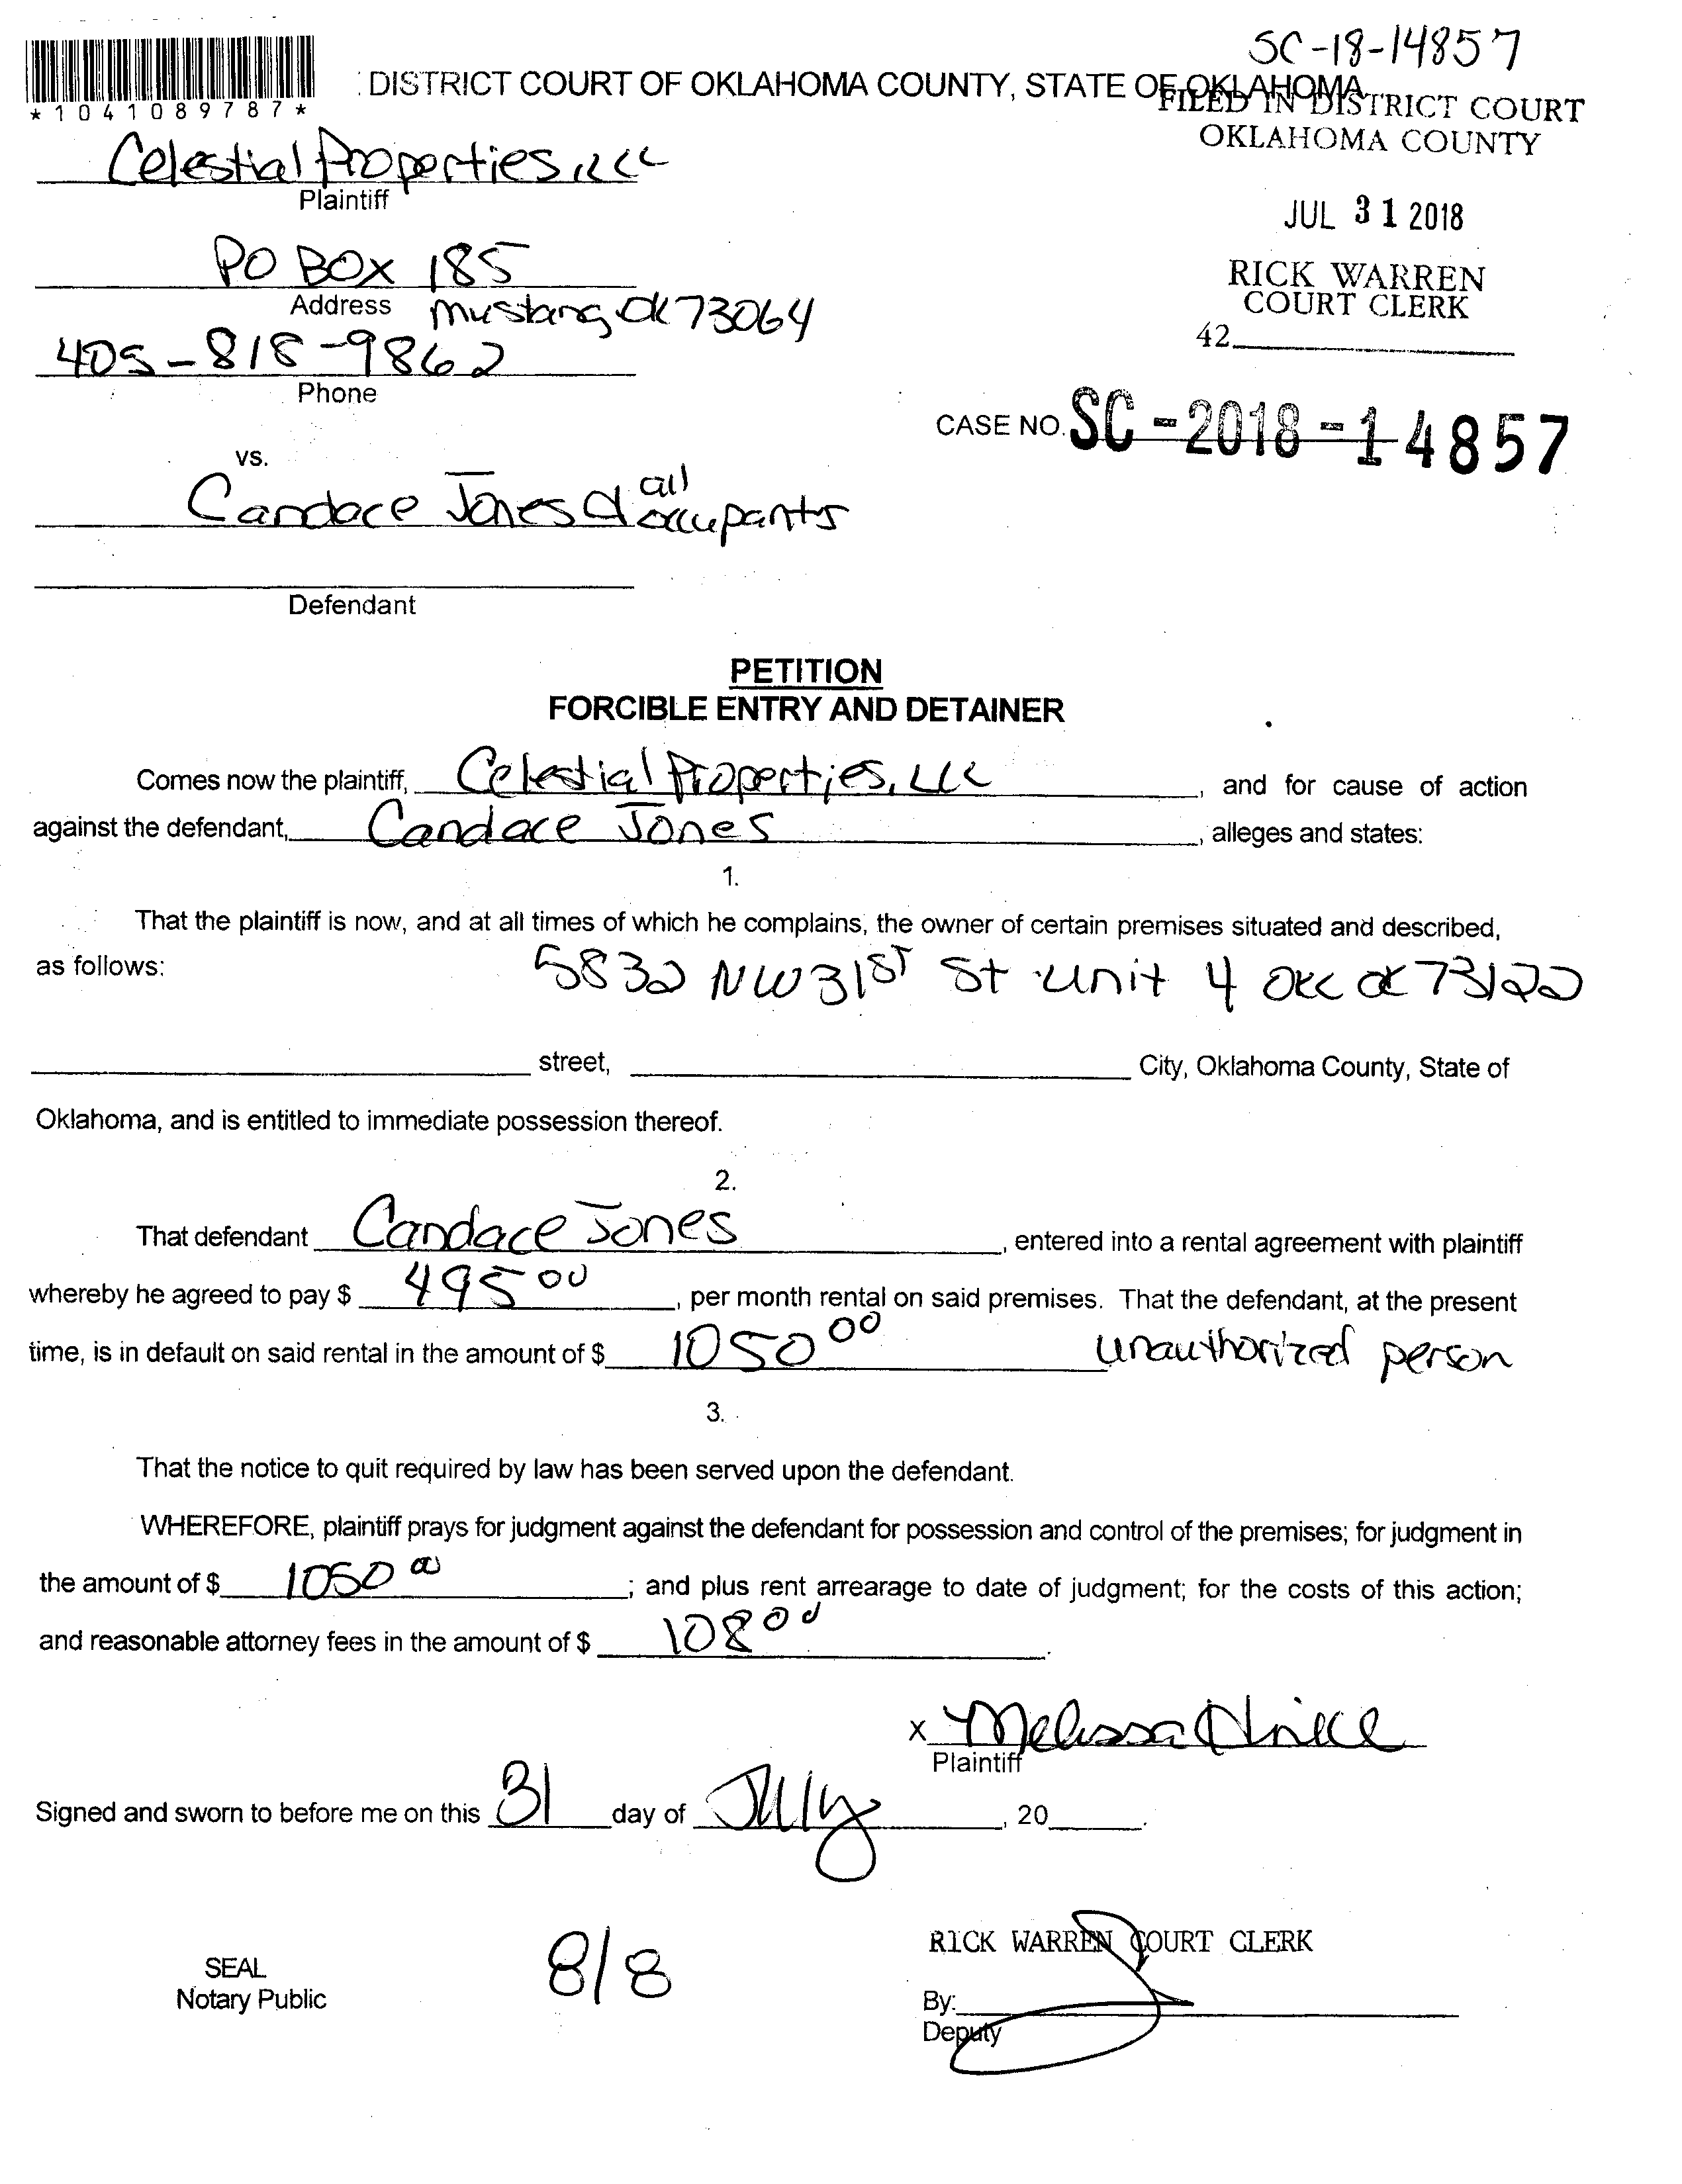 SC-18-14857
DISTRICT COURT OF OKLAHOMA COUNTY, STATE OF OKLAHOMA
*1041089787*
FILED IN DISTRICT COURT
OKLAHOMA COUNTY
Celestial Properties, LLC
Plaintiff
JUL 31 2018
PO BOX 185
RICK WARREN
COURT CLERK
Address Mustang, OK 73064
42
405-818-9862
Phone
CASE NO. SC-2018-14857
vs.
Candace Jones & all occupants
Defendant
PETITION
FORCIBLE ENTRY AND DETAINER
Comes now the plaintiff, Celestial Properties, LLC, and for cause of action
against the defendant, Candace Jones, alleges and states:
1.
That the plaintiff is now, and at all times of which he complains, the owner of certain premises situated and described,
as follows: 5832 NW 31ST St unit 4 OKC OK 73122
street, City, Oklahoma County, State of
Oklahoma, and is entitled to immediate possession thereof.
2.
That defendant Candace Jones, entered into a rental agreement with plaintiff
whereby he agreed to pay $ 495 00, per month rental on said premises. That the defendant, at the present
time, is in default on said rental in the amount of $ 1050 00 unauthorized person
3.
That the notice to quit required by law has been served upon the defendant.
WHEREFORE, plaintiff prays for judgment against the defendant for possession and control of the premises; for judgment in
the amount of $ 1050 00; and plus rent arrearage to date of judgment; for the costs of this action;
and reasonable attorney fees in the amount of $ 108 00.
x Melissa
Plaintiff
Signed and sworn to before me on this 31 day of July, 20.
RICK WARREN COURT CLERK
SEAL
Notary Public
8/8
By:
Deputy